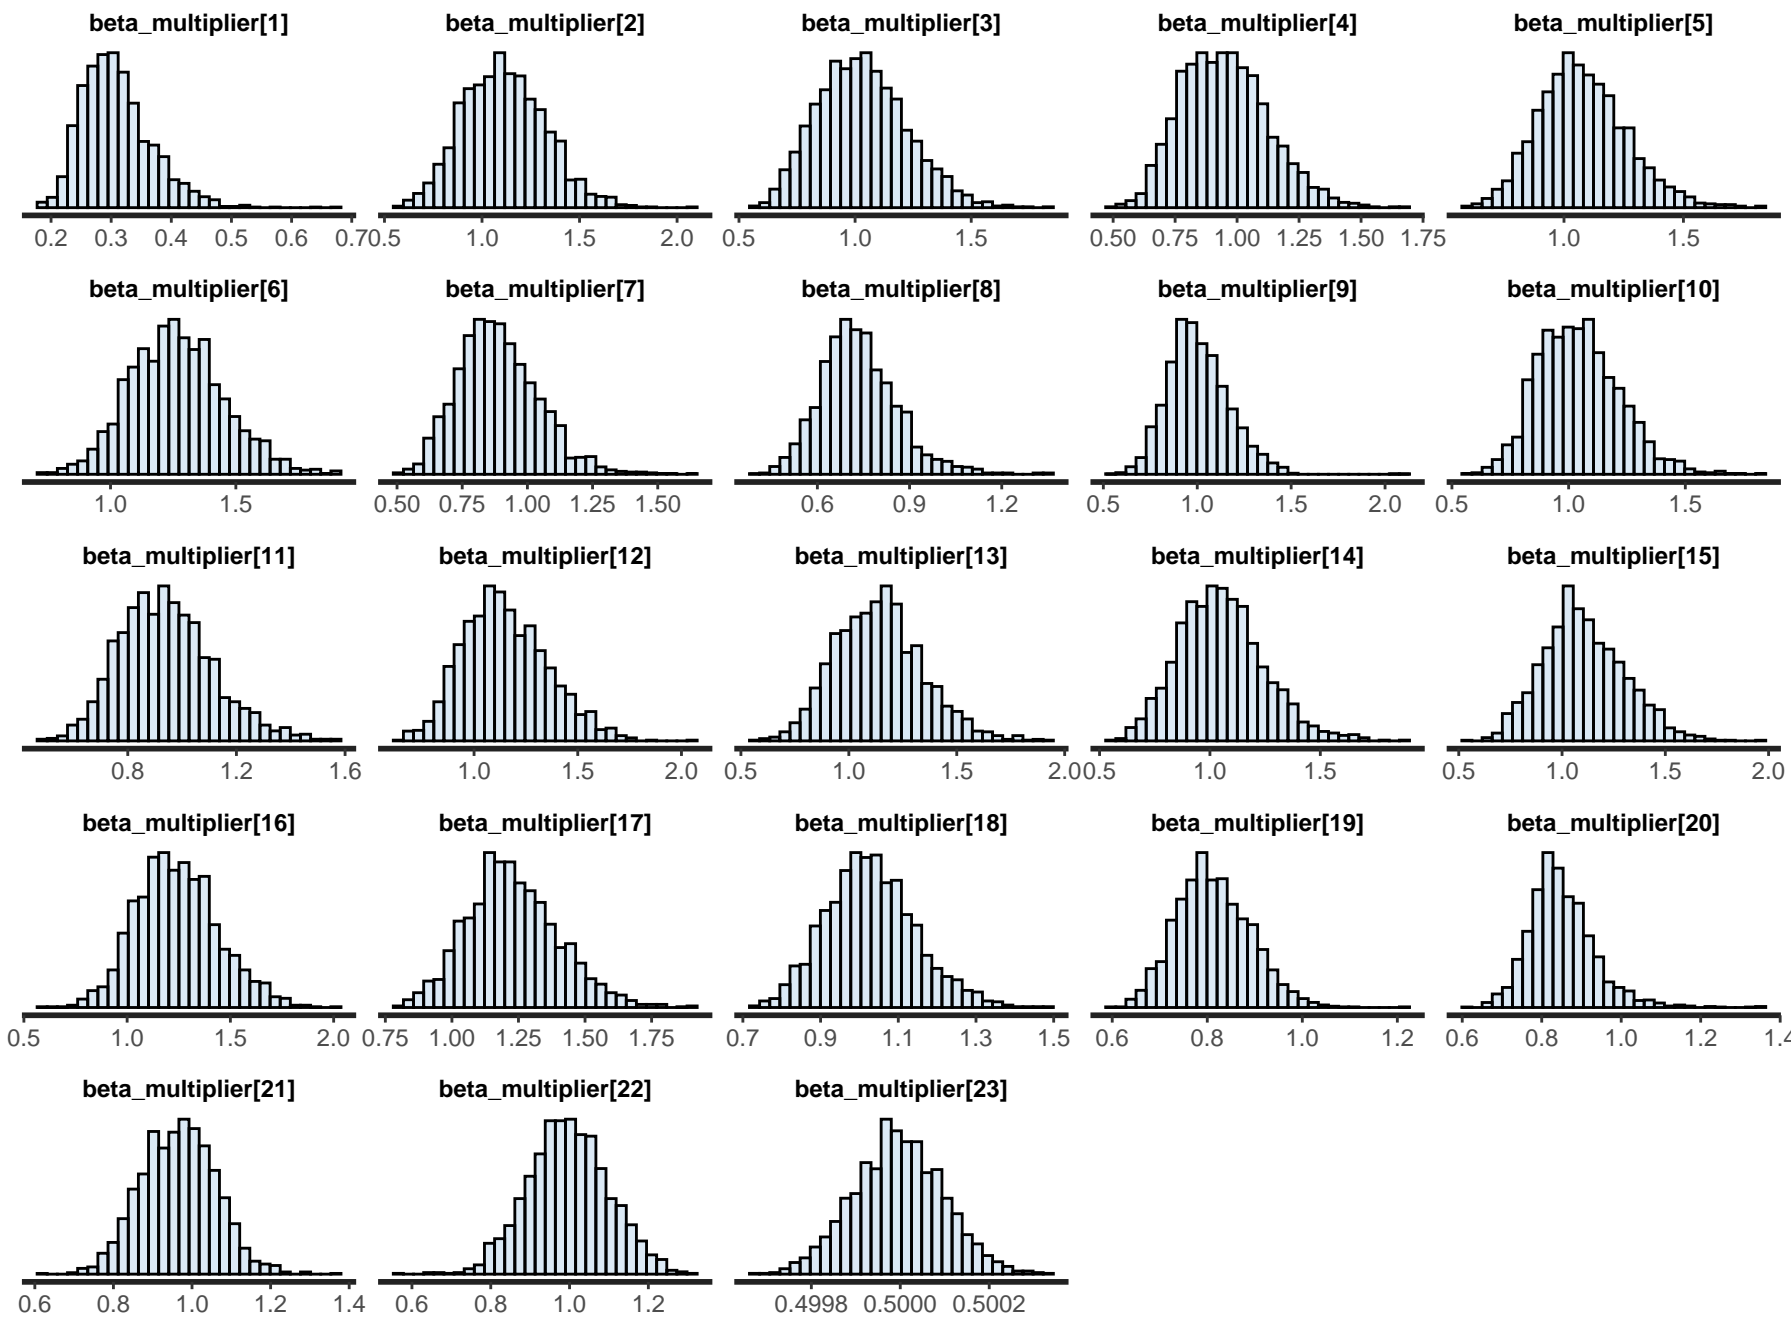 beta_multiplier[1] beta_multiplier[2] beta_multiplier[3] beta_multiplier[4] beta_multiplier[5]
0.2 0.3 0.4 0.5 0.6 0.7 0.5 1.0 1.5 2.0 0.5 1.0 1.5 0.50 0.75 1.00 1.25 1.50 1.75 1.0 1.5
beta_multiplier[6] beta_multiplier[7] beta_multiplier[8] beta_multiplier[9] beta_multiplier[10]
1.0 1.5 0.50 0.75 1.00 1.25 1.50 0.6 0.9 1.2 0.5 1.0 1.5 2.0 0.5 1.0 1.5
beta_multiplier[11] beta_multiplier[12] beta_multiplier[13] beta_multiplier[14] beta_multiplier[15]
0.8 1.2 1.6 1.0 1.5 2.0 0.5 1.0 1.5 2.0 0.5 1.0 1.5 0.5 1.0 1.5 2.0
beta_multiplier[16] beta_multiplier[17] beta_multiplier[18] beta_multiplier[19] beta_multiplier[20]
0.5 1.0 1.5 2.0 0.75 1.00 1.25 1.50 1.75 0.7 0.9 1.1 1.3 1.5 0.6 0.8 1.0 1.2 0.6 0.8 1.0 1.2 1.4
beta_multiplier[21] beta_multiplier[22] beta_multiplier[23]
0.6 0.8 1.0 1.2 1.4 0.6 0.8 1.0 1.2 0.4998 0.5000 0.5002